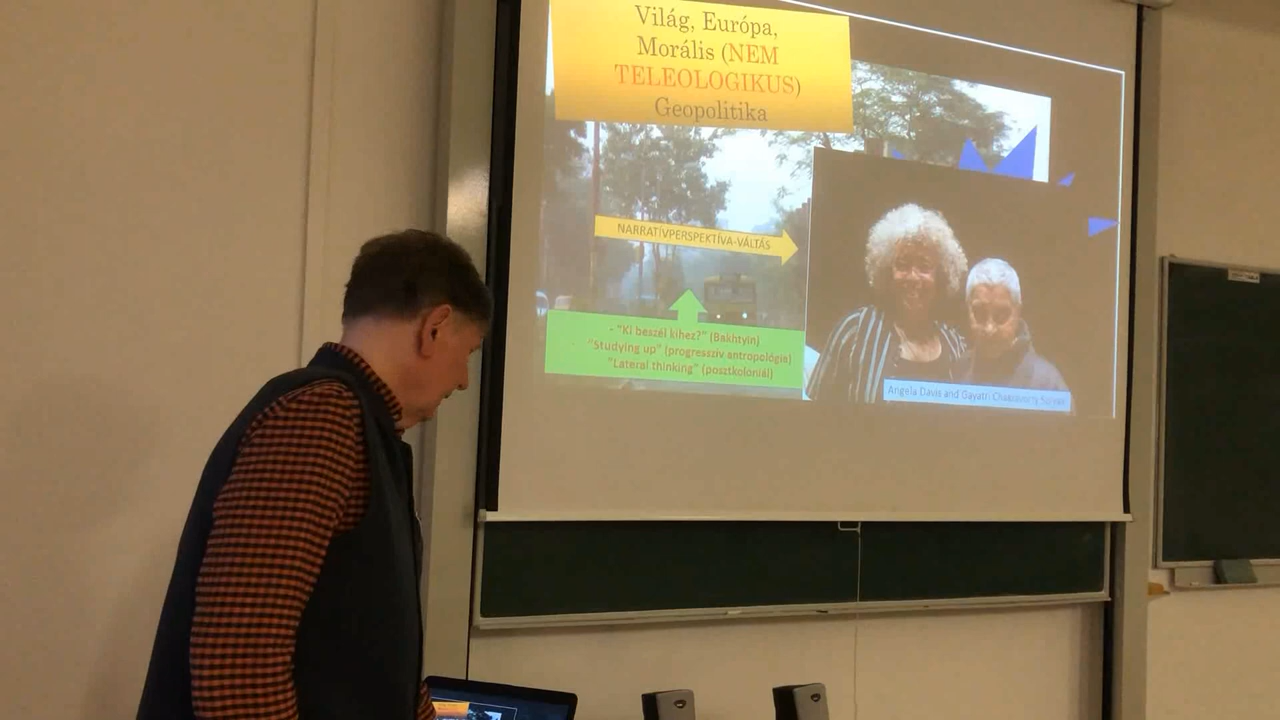 Világ, Európa,
Morális (NEM
TELEOLOGIKUS)
Geopolitika
NARRATÍVPERSPEKTÍVA-VÁLTÁS
- "Ki beszél kihez?" (Bakhtyin)
"Studying up" (progresszív antropológia)
"Lateral thinking" (posztkoloniál)
Angela Davis and Gayatri Chakravorty Spivak